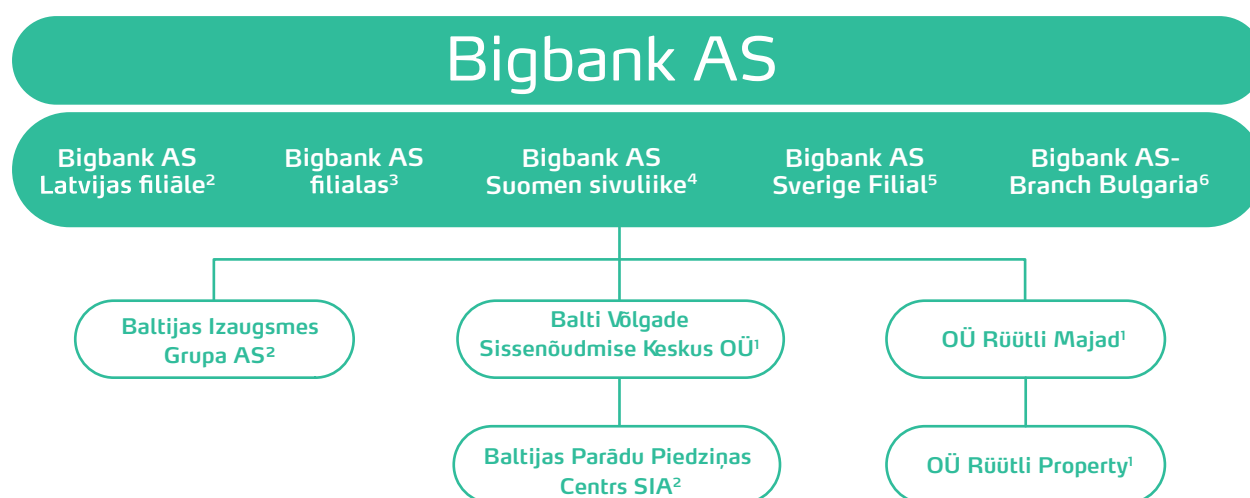 Bigbank AS
Bigbank AS
Latvijas filiāle²
Bigbank AS
filialas³
Bigbank AS
Suomen sivuliike⁴
Bigbank AS
Sverige Filial⁵
Bigbank AS-
Branch Bulgaria⁶
Baltijas Izaugsmes
Grupa AS²
Balti Võlgade
Sissenõudmise Keskus OÜ¹
OÜ Rüütli Majad¹
Baltijas Parādu Piedziņas
Centrs SIA²
OÜ Rüütli Property¹